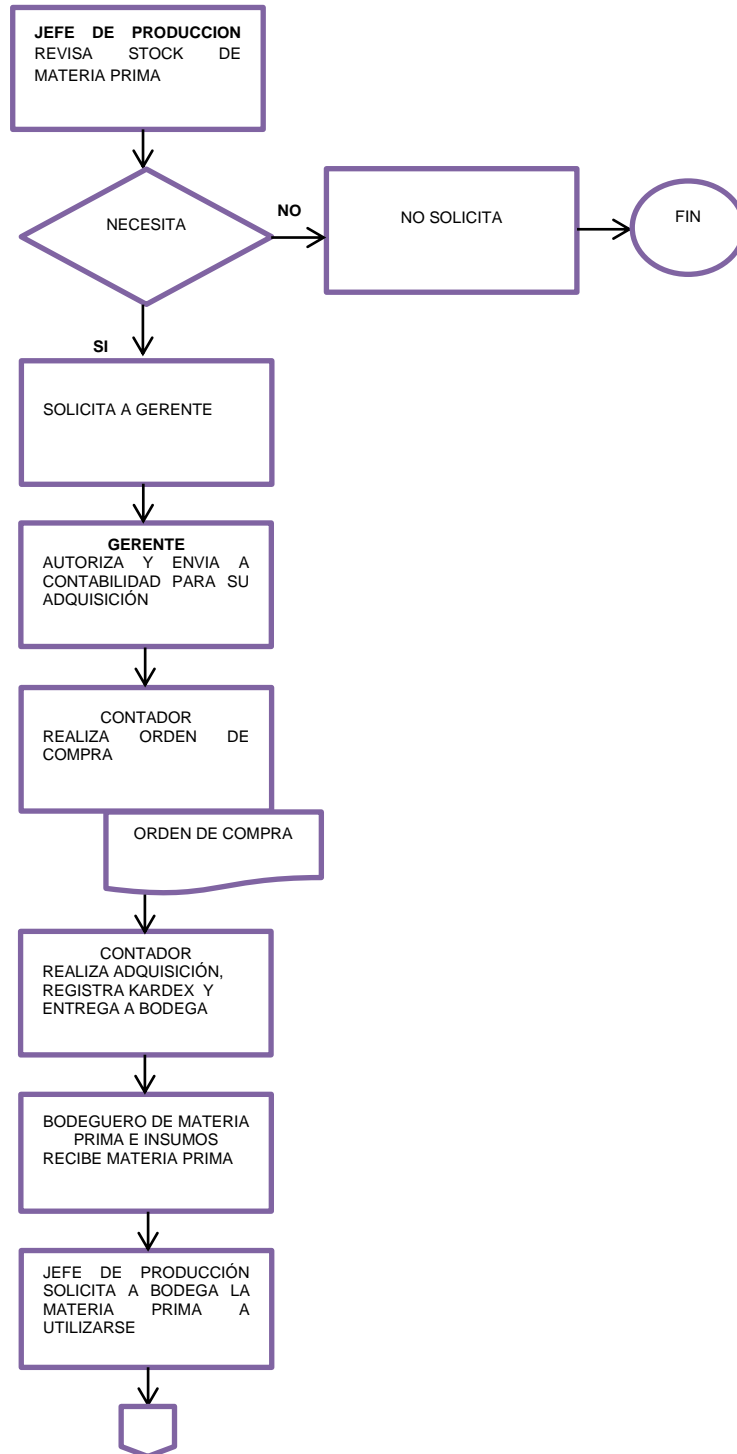 JEFE DE PRODUCCION
REVISA STOCK DE
MATERIA PRIMA
NECESITA
NO
NO SOLICITA
FIN
SI
SOLICITA A GERENTE
GERENTE
AUTORIZA Y ENVIA A
CONTABILIDAD PARA SU
ADQUISICIÓN
CONTADOR
REALIZA ORDEN DE
COMPRA
ORDEN DE COMPRA
CONTADOR
REALIZA ADQUISICIÓN,
REGISTRA KARDEX Y
ENTREGA A BODEGA
BODEGUERO DE MATERIA
PRIMA E INSUMOS
RECIBE MATERIA PRIMA
JEFE DE PRODUCCIÓN
SOLICITA A BODEGA LA
MATERIA PRIMA A
UTILIZARSE